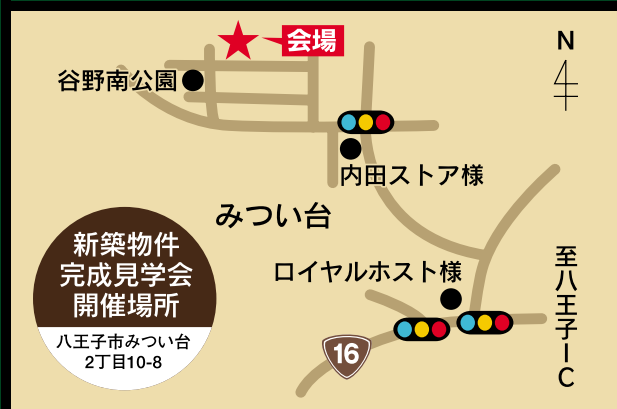 会場
N
谷野南公園
内田ストア様
みつい台
新築物件
完成見学会
開催場所
八王子市みつい台
2丁目10-8
ロイヤルホスト様
至八王子IC
16